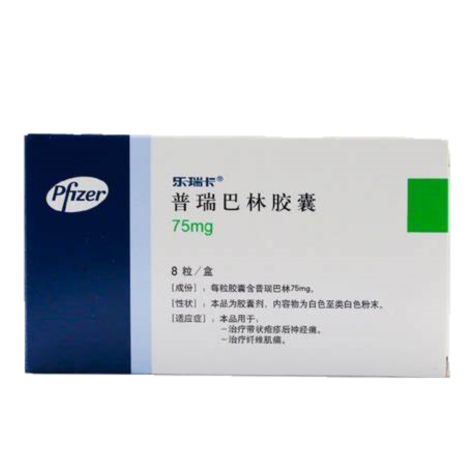 Pfizer
乐瑞卡®
普瑞巴林胶囊
75mg
8 粒／盒
[成份]：每粒胶囊含普瑞巴林75mg。
[性状]：本品为胶囊剂，内容物为白色至类白色粉末。
[适应症]：本品用于：
–治疗带状疱疹后神经痛。
–治疗纤维肌痛。